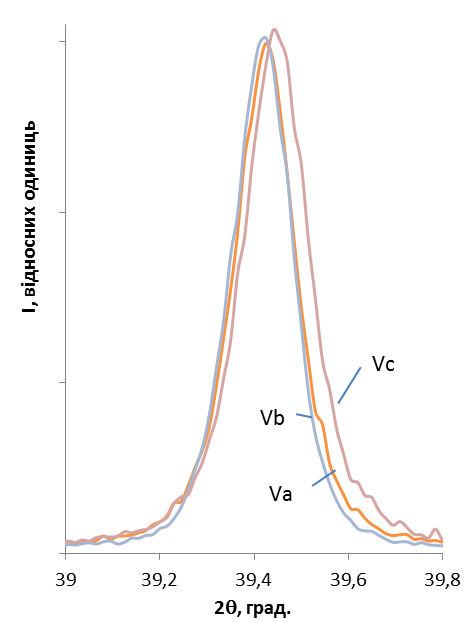 І, відносних одиниць
Vc
Vb
Va
39
39,2
39,4
39,6
39,8
2θ, град.